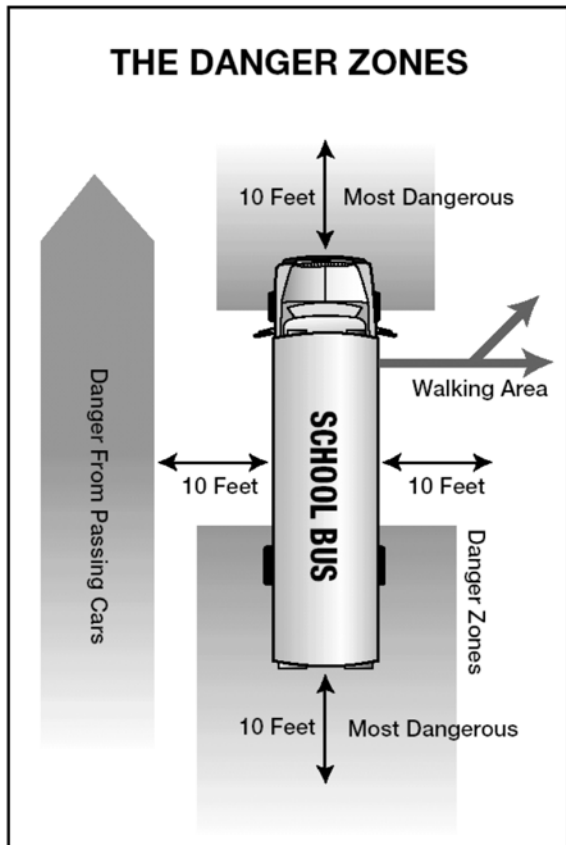 THE DANGER ZONES
10 Feet
Most Dangerous
Walking Area
Danger From Passing Cars
SCHOOL BUS
10 Feet
10 Feet
Danger Zones
10 Feet
Most Dangerous